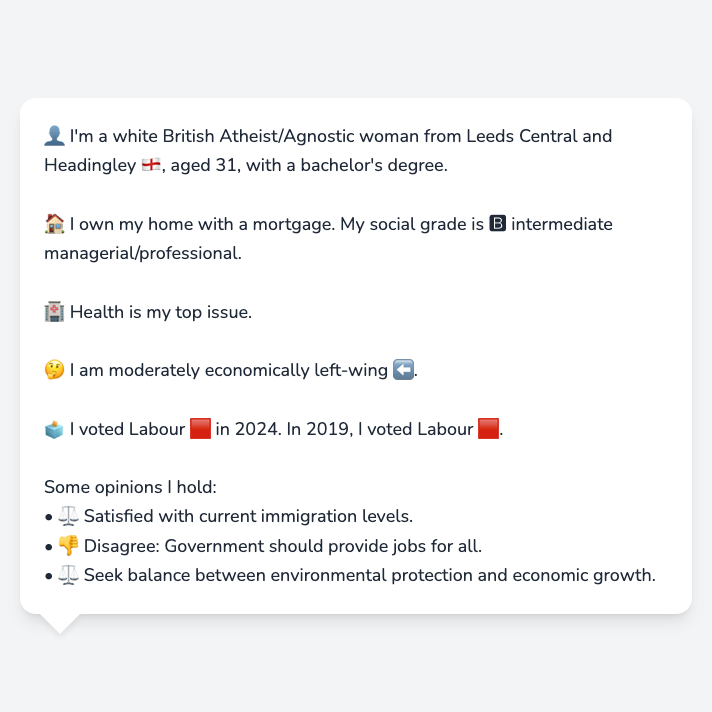 👤 I'm a white British Atheist/Agnostic woman from Leeds Central and
Headingley 🏴󠁧󠁢󠁥󠁮󠁧󠁿, aged 31, with a bachelor's degree.
🏠 I own my home with a mortgage. My social grade is 🅱 intermediate
managerial/professional.
🏥 Health is my top issue.
🤔 I am moderately economically left-wing ⬅️.
🗳️ I voted Labour 🟥 in 2024. In 2019, I voted Labour 🟥.
Some opinions I hold:
• ⚖️ Satisfied with current immigration levels.
• 👎 Disagree: Government should provide jobs for all.
• ⚖️ Seek balance between environmental protection and economic growth.